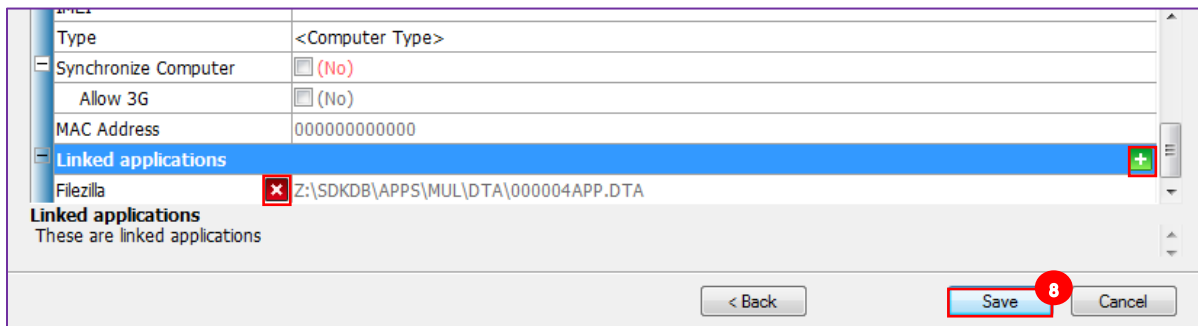 IMEI
Type <Computer Type>
Synchronize Computer (No)
Allow 3G (No)
MAC Address 000000000000
Linked applications
Filezilla Z:\SDKDB\APPS\MUL\DTA\000004APP.DTA
Linked applications
These are linked applications
8
< Back Save Cancel